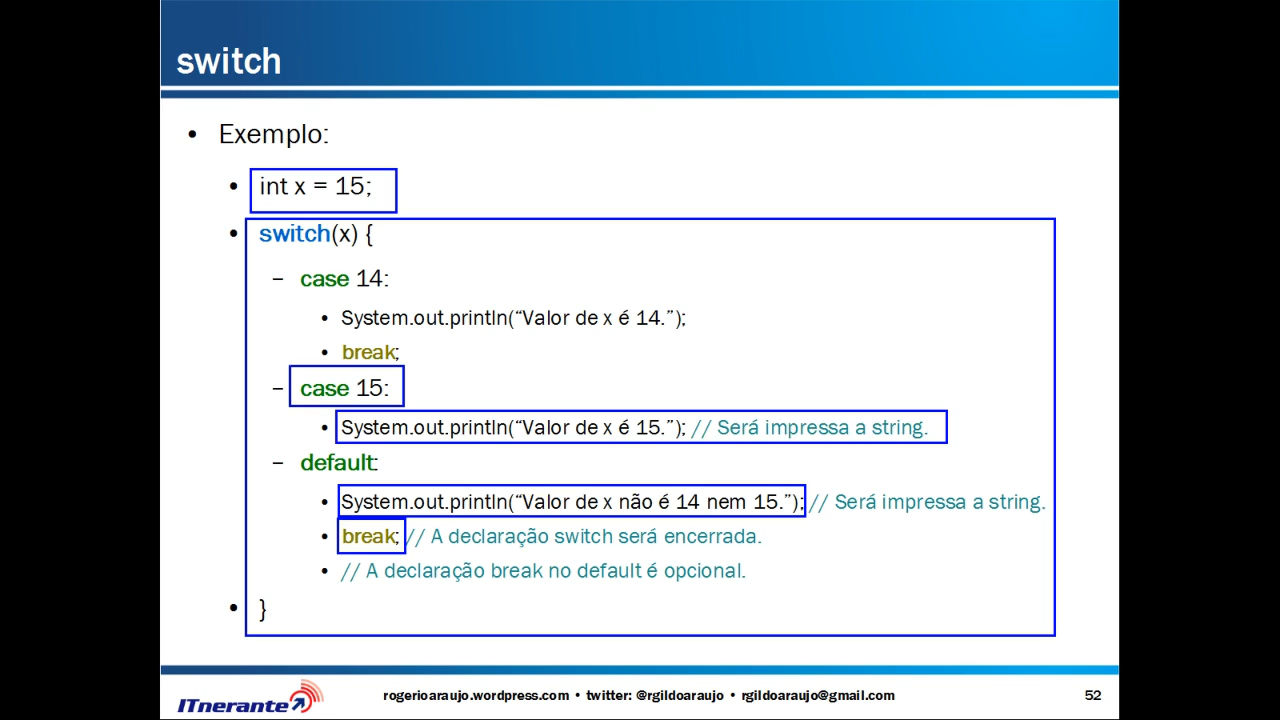 switch
• Exemplo:
• int x = 15;
• switch(x) {
– case 14:
• System.out.println(“Valor de x é 14.”);
• break;
– case 15:
• System.out.println(“Valor de x é 15.”); // Será impressa a string.
– default:
• System.out.println(“Valor de x não é 14 nem 15.”); // Será impressa a string.
• break; // A declaração switch será encerrada.
• // A declaração break no default é opcional.
• }
ITnerante
rogerioaraujo.wordpress.com • twitter: @rgildoaraujo • rgildoaraujo@gmail.com
52